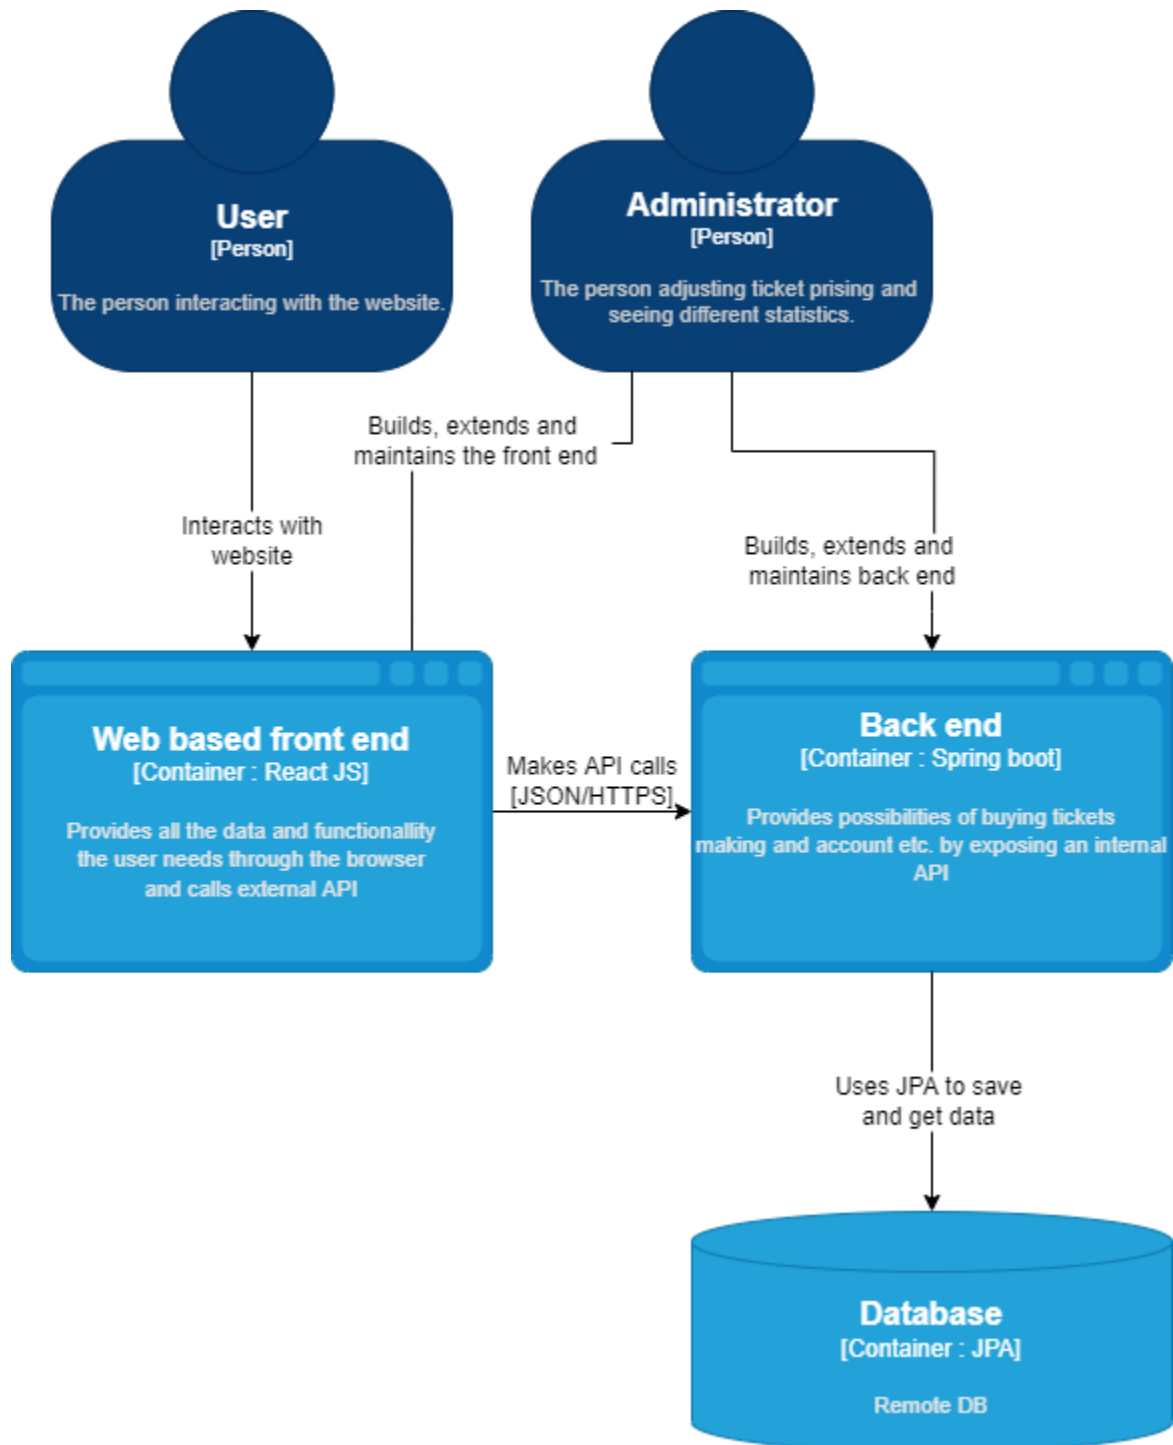 User
[Person]
The person interacting with the website.
Administrator
[Person]
The person adjusting ticket prising and
seeing different statistics.
Builds, extends and
maintains the front end
Interacts with
website
Builds, extends and
maintains back end
Web based front end
[Container : React JS]
Provides all the data and functionallity
the user needs through the browser
and calls external API
Makes API calls
[JSON/HTTPS]
Back end
[Container : Spring boot]
Provides possibilities of buying tickets
making and account etc. by exposing an internal
API
Uses JPA to save
and get data
Database
[Container : JPA]
Remote DB